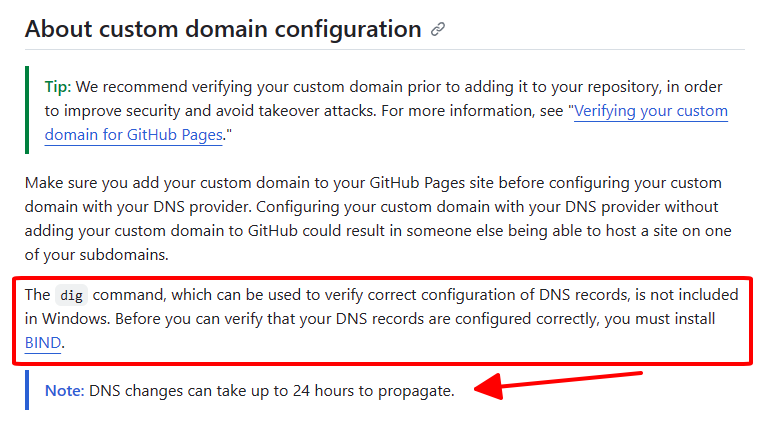 About custom domain configuration
Tip: We recommend verifying your custom domain prior to adding it to your repository, in order
to improve security and avoid takeover attacks. For more information, see "Verifying your custom
domain for GitHub Pages."
Make sure you add your custom domain to your GitHub Pages site before configuring your custom
domain with your DNS provider. Configuring your custom domain with your DNS provider without
adding your custom domain to GitHub could result in someone else being able to host a site on one
of your subdomains.
The dig command, which can be used to verify correct configuration of DNS records, is not included
in Windows. Before you can verify that your DNS records are configured correctly, you must install
BIND.
Note: DNS changes can take up to 24 hours to propagate.